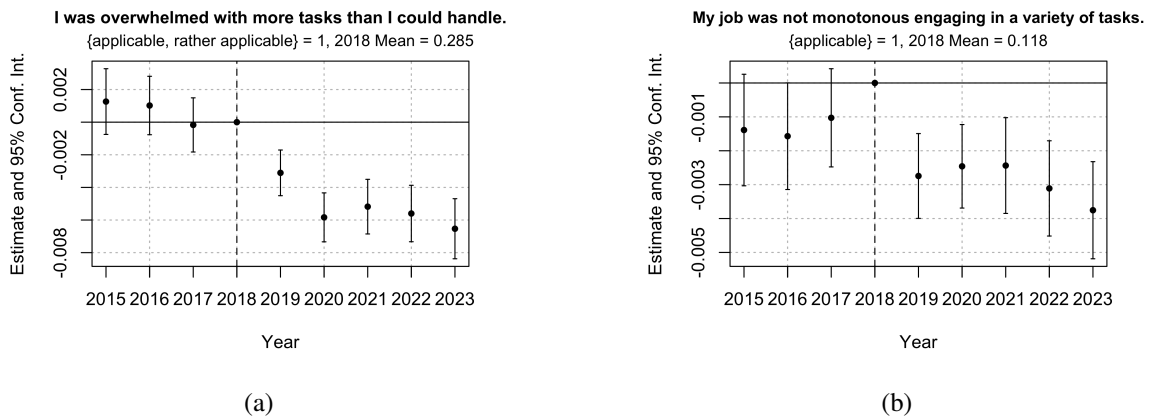 I was overwhelmed with more tasks than I could handle.
{applicable, rather applicable} = 1, 2018 Mean = 0.285
Estimate and 95% Conf. Int.
0.002
-0.002
-0.008
2015 2016 2017 2018 2019 2020 2021 2022 2023
Year
(a)
My job was not monotonous engaging in a variety of tasks.
{applicable} = 1, 2018 Mean = 0.118
Estimate and 95% Conf. Int.
-0.001
-0.003
-0.005
2015 2016 2017 2018 2019 2020 2021 2022 2023
Year
(b)